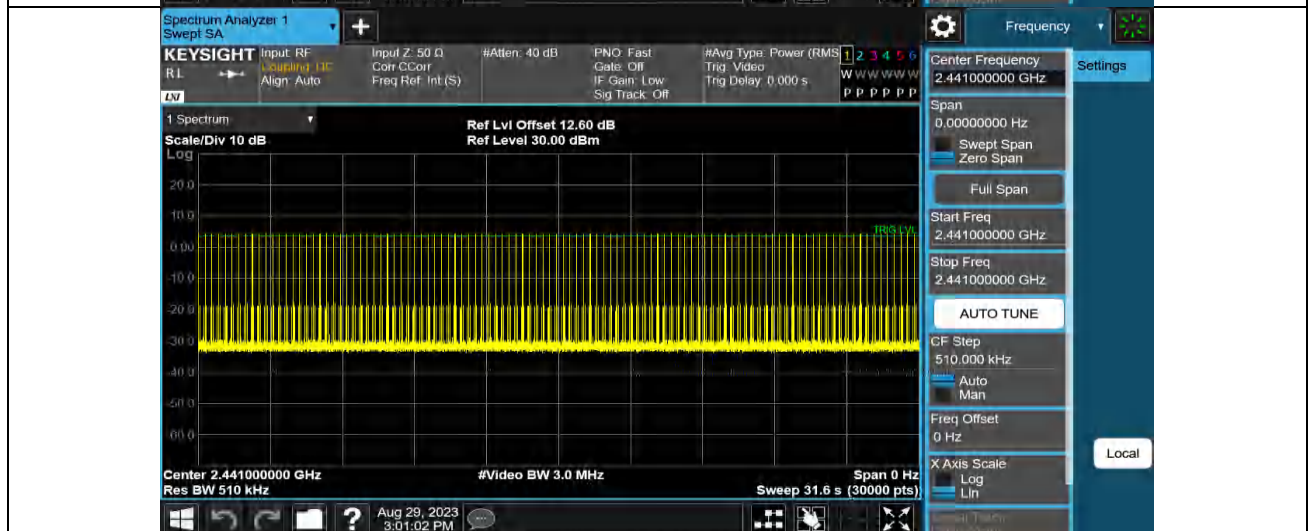 Spectrum Analyzer 1
Swept SA
Frequency
KEYSIGHT
RL
LXI
Input: RF
Coupling: DC
Align: Auto
Input Z: 50 Ω
Corr CCorr
Freq Ref: Int (S)
#Atten: 40 dB
PNO: Fast
Gate: Off
IF Gain: Low
Sig Track: Off
#Avg Type: Power (RMS
Trig: Video
Trig Delay: 0.000 s
1 2 3 4 5 6
W W W W W W
P P P P P P
1 Spectrum
Scale/Div 10 dB
Log
Ref Lvl Offset 12.60 dB
Ref Level 30.00 dBm
20.0
10.0
0.00
-10.0
-20.0
-30.0
-40.0
-50.0
-60.0
TRIG LVL
Center 2.441000000 GHz
Res BW 510 kHz
#Video BW 3.0 MHz
Span 0 Hz
Sweep 31.6 s (30000 pts)
Aug 29, 2023
3:01:02 PM
Center Frequency
2.441000000 GHz
Settings
Span
0.00000000 Hz
Swept Span
Zero Span
Full Span
Start Freq
2.441000000 GHz
Stop Freq
2.441000000 GHz
AUTO TUNE
CF Step
510.000 kHz
Auto
Man
Freq Offset
0 Hz
X Axis Scale
Log
Lin
Local